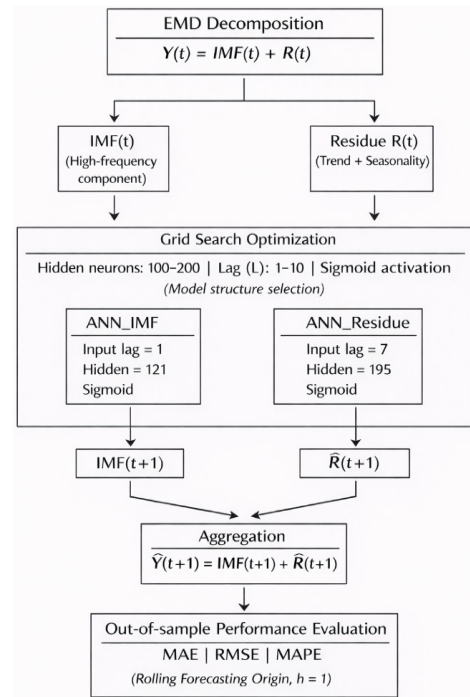 EMD Decomposition
Y(t) = IMF(t) + R(t)
IMF(t)
(High-frequency
component)
Residue R(t)
(Trend + Seasonality)
Grid Search Optimization
Hidden neurons: 100–200 | Lag (L): 1–10 | Sigmoid activation
(Model structure selection)
ANN_IMF
Input lag = 1
Hidden = 121
Sigmoid
ANN_Residue
Input lag = 7
Hidden = 195
Sigmoid
IMF(t+1)
R̂(t+1)
Aggregation
Ŷ(t+1) = IMF(t+1) + R̂(t+1)
Out-of-sample Performance Evaluation
MAE | RMSE | MAPE
(Rolling Forecasting Origin, h = 1)